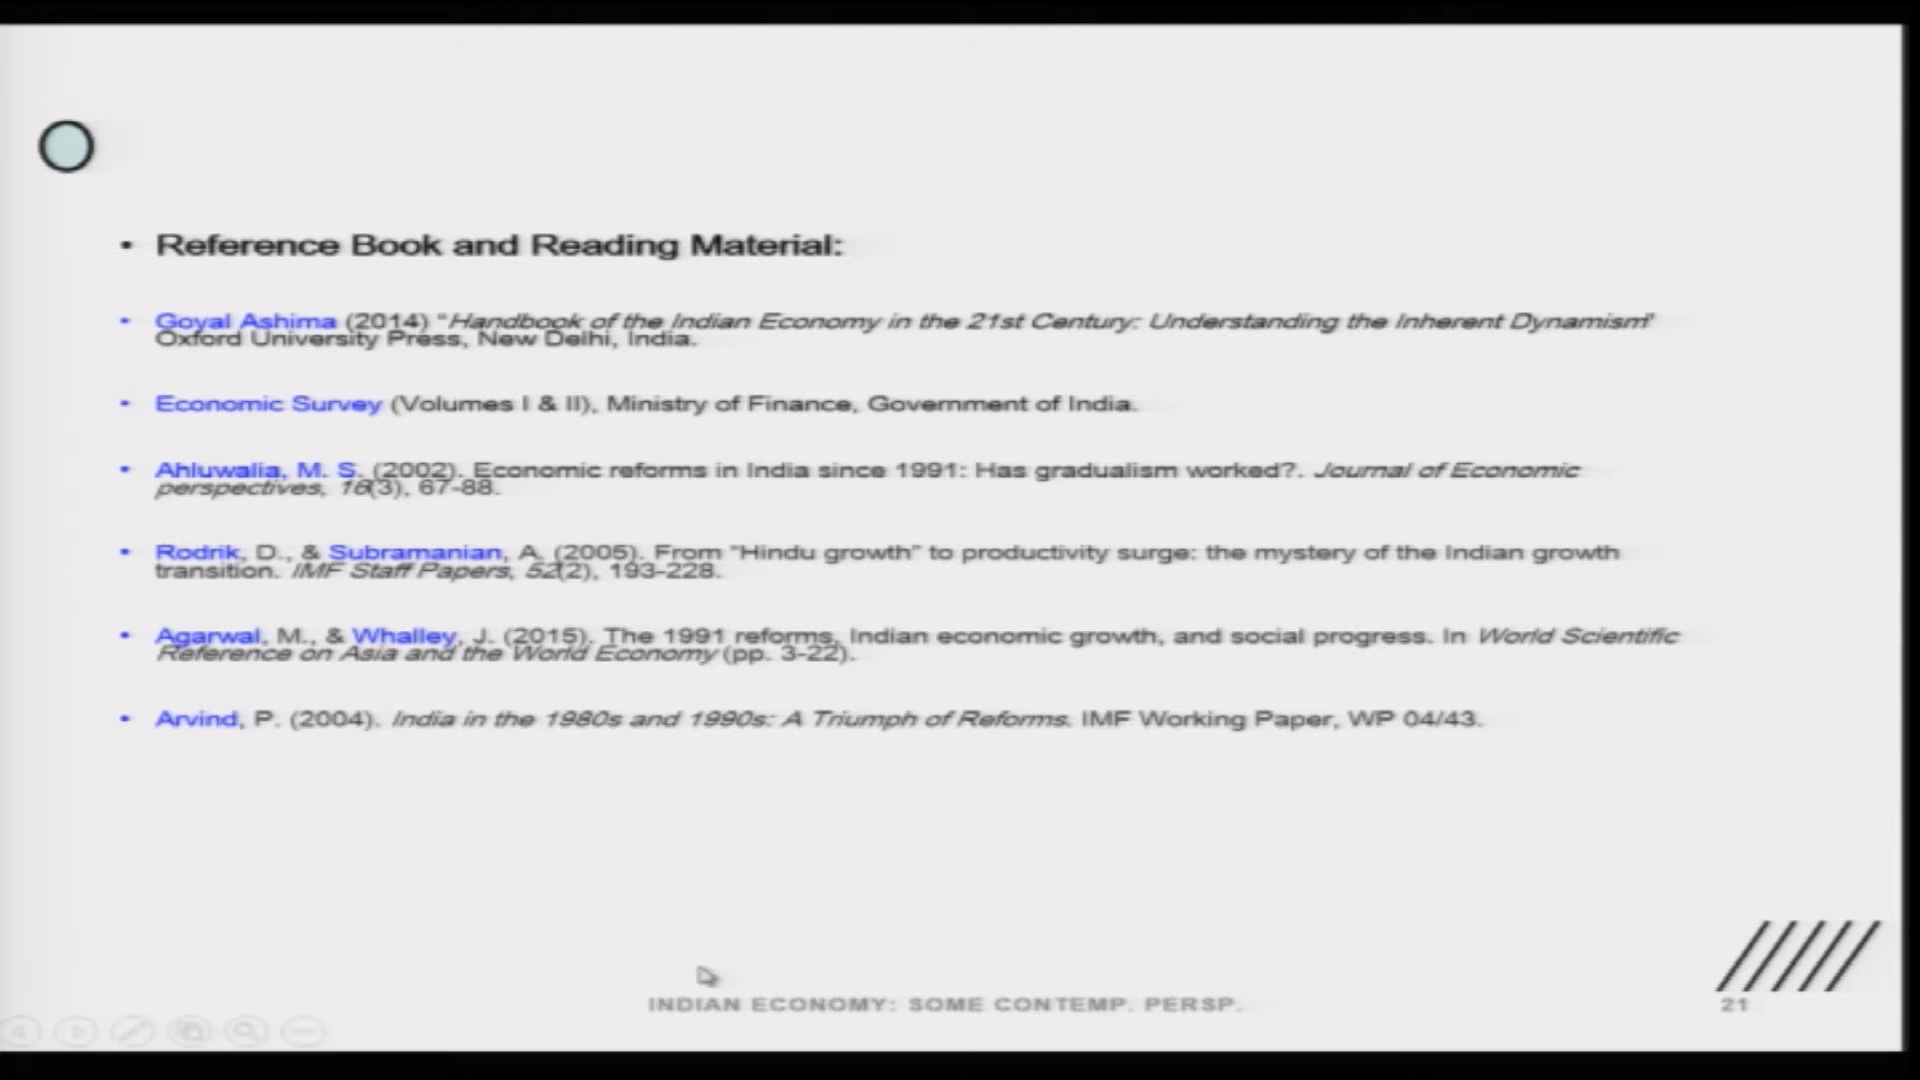 • Reference Book and Reading Material:
• Goyal Ashima (2014) "Handbook of the Indian Economy in the 21st Century: Understanding the Inherent Dynamism"
Oxford University Press, New Delhi, India.
• Economic Survey (Volumes I & II), Ministry of Finance, Government of India.
• Ahluwalia, M. S. (2002). Economic reforms in India since 1991: Has gradualism worked?. Journal of Economic
perspectives, 16(3), 67-88.
• Rodrik, D., & Subramanian, A. (2005). From "Hindu growth" to productivity surge: the mystery of the Indian growth
transition. IMF Staff Papers, 52(2), 193-228.
• Agarwal, M., & Whalley, J. (2015). The 1991 reforms, Indian economic growth, and social progress. In World Scientific
Reference on Asia and the World Economy (pp. 3-22).
• Arvind, P. (2004). India in the 1980s and 1990s: A Triumph of Reforms. IMF Working Paper, WP 04/43.
INDIAN ECONOMY: SOME CONTEMP. PERSP.
21